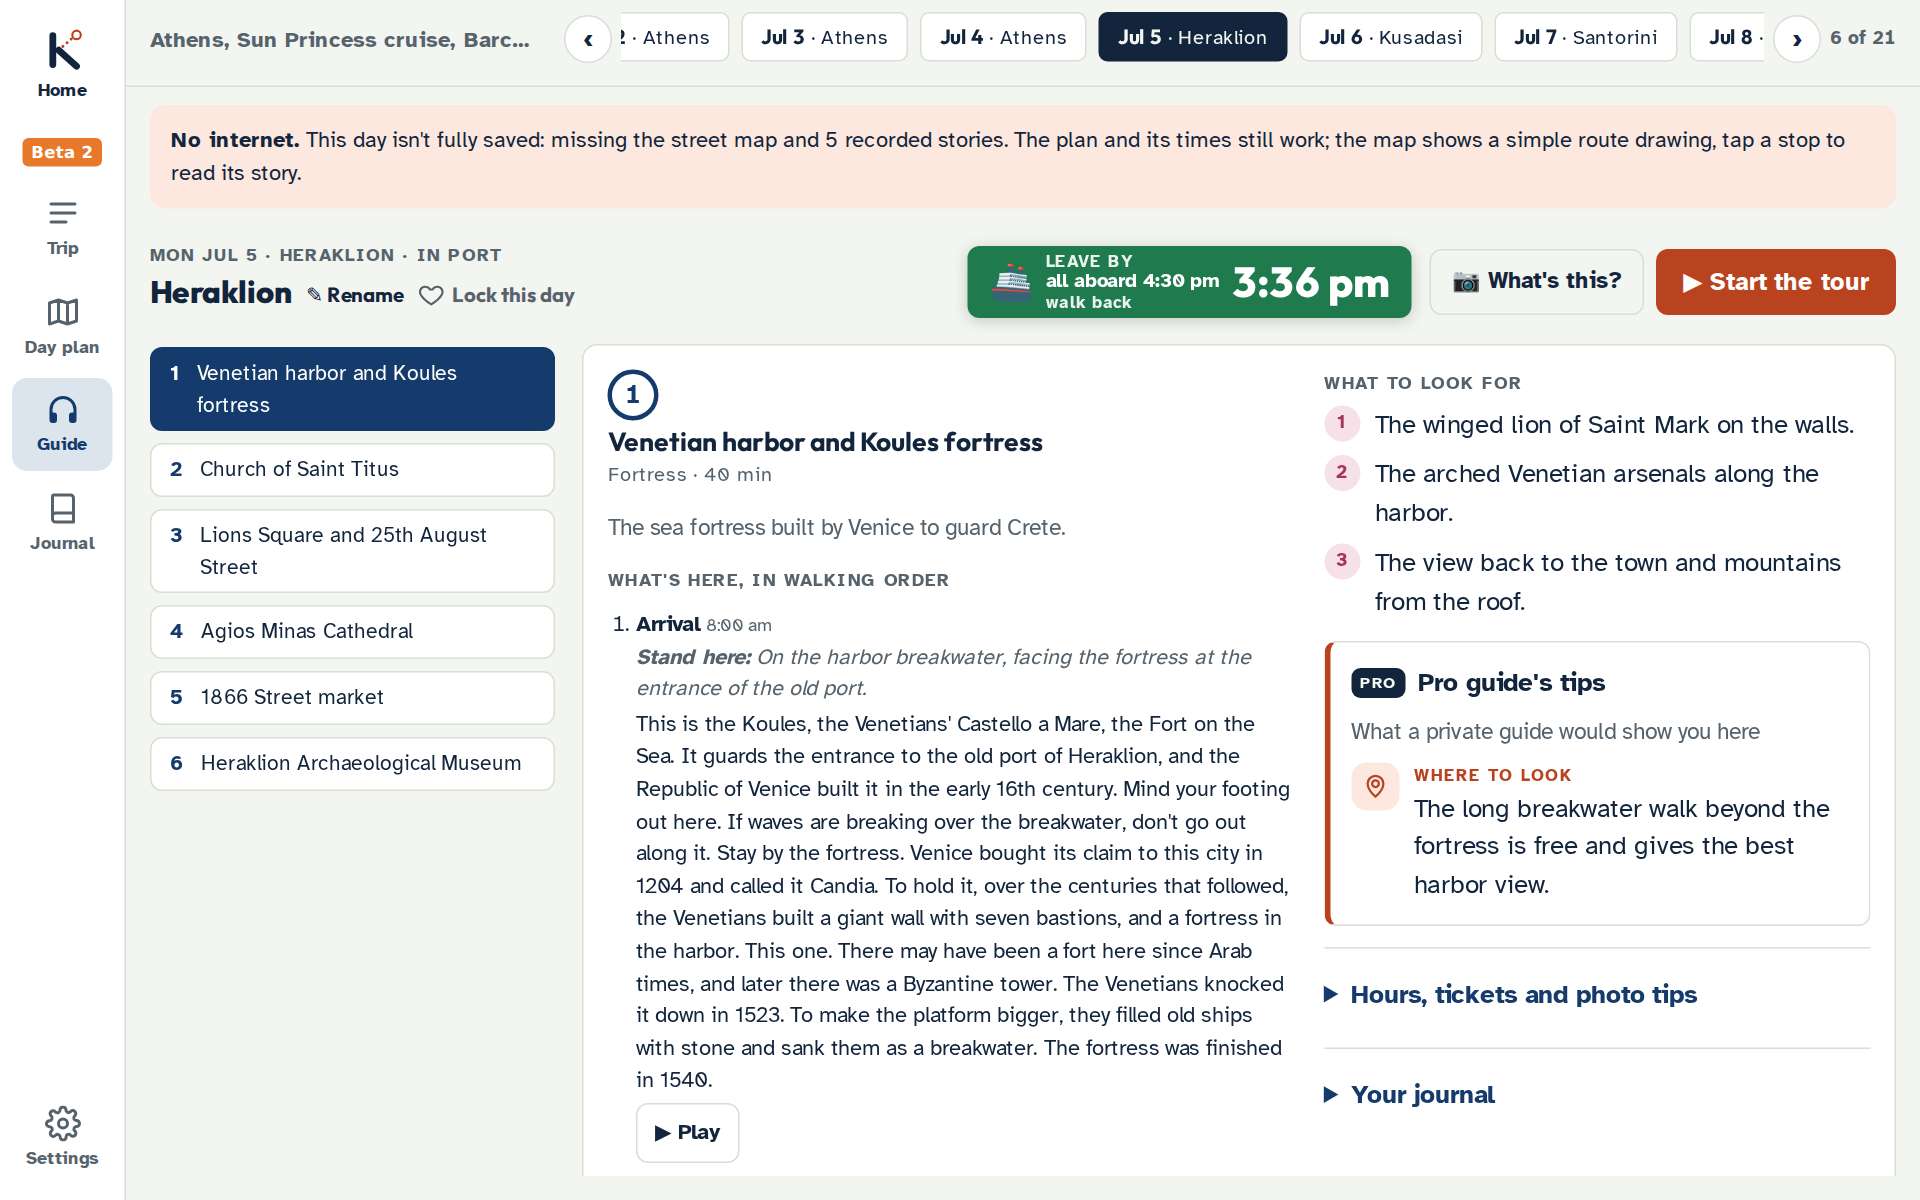 Athens, Sun Princess cruise, Barc...
‹
2 · Athens
Jul 3 · Athens
Jul 4 · Athens
Jul 5 · Heraklion
Jul 6 · Kusadasi
Jul 7 · Santorini
Jul 8 ·
›
6 of 21
Home
Beta 2
Trip
Day plan
Guide
Journal
Settings
No internet. This day isn't fully saved: missing the street map and 5 recorded stories. The plan and its times still work; the map shows a simple route drawing, tap a stop to
read its story.
MON JUL 5 · HERAKLION · IN PORT
Heraklion ✎ Rename Lock this day
LEAVE BY
all aboard 4:30 pm
walk back
3:36 pm
What's this?
▶ Start the tour
1 Venetian harbor and Koules
fortress
2 Church of Saint Titus
3 Lions Square and 25th August
Street
4 Agios Minas Cathedral
5 1866 Street market
6 Heraklion Archaeological Museum
1
Venetian harbor and Koules fortress
Fortress · 40 min
The sea fortress built by Venice to guard Crete.
WHAT'S HERE, IN WALKING ORDER
1. Arrival 8:00 am
Stand here: On the harbor breakwater, facing the fortress at the
entrance of the old port.
This is the Koules, the Venetians' Castello a Mare, the Fort on the
Sea. It guards the entrance to the old port of Heraklion, and the
Republic of Venice built it in the early 16th century. Mind your footing
out here. If waves are breaking over the breakwater, don't go out
along it. Stay by the fortress. Venice bought its claim to this city in
1204 and called it Candia. To hold it, over the centuries that followed,
the Venetians built a giant wall with seven bastions, and a fortress in
the harbor. This one. There may have been a fort here since Arab
times, and later there was a Byzantine tower. The Venetians knocked
it down in 1523. To make the platform bigger, they filled old ships
with stone and sank them as a breakwater. The fortress was finished
in 1540.
▶ Play
WHAT TO LOOK FOR
1 The winged lion of Saint Mark on the walls.
2 The arched Venetian arsenals along the
harbor.
3 The view back to the town and mountains
from the roof.
PRO Pro guide's tips
What a private guide would show you here
WHERE TO LOOK
The long breakwater walk beyond the
fortress is free and gives the best
harbor view.
▶ Hours, tickets and photo tips
▶ Your journal